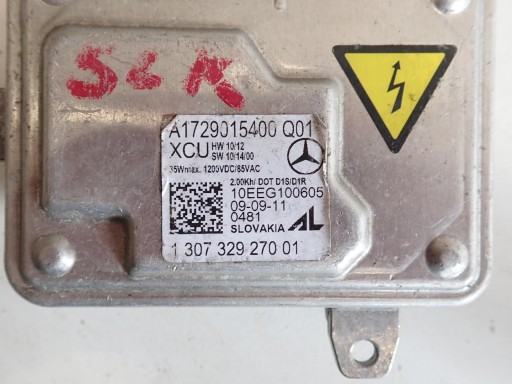 SLK
A1729015400 Q01
XCU HW 10/12
SW 10/14/00
35Wmax. 1200VDC/85VAC
2.00Kh/ DOT D1S/D1R
10EEG100605
09-09-11
0481
SLOVAKIA AL
1 307 329 270 01